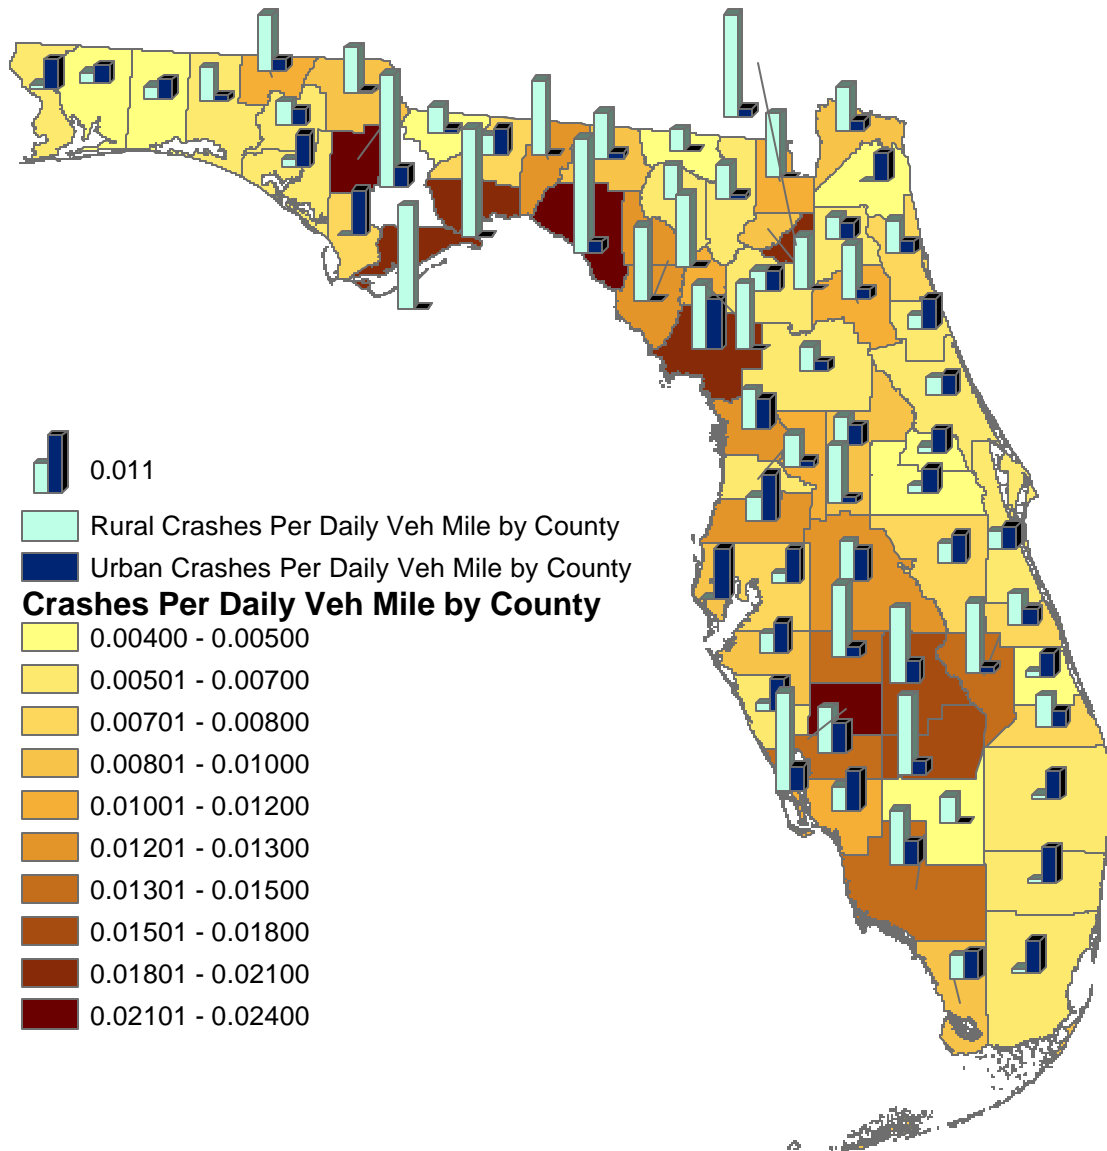 0.011
Rural Crashes Per Daily Veh Mile by County
Urban Crashes Per Daily Veh Mile by County
Crashes Per Daily Veh Mile by County
0.00400 - 0.00500
0.00501 - 0.00700
0.00701 - 0.00800
0.00801 - 0.01000
0.01001 - 0.01200
0.01201 - 0.01300
0.01301 - 0.01500
0.01501 - 0.01800
0.01801 - 0.02100
0.02101 - 0.02400